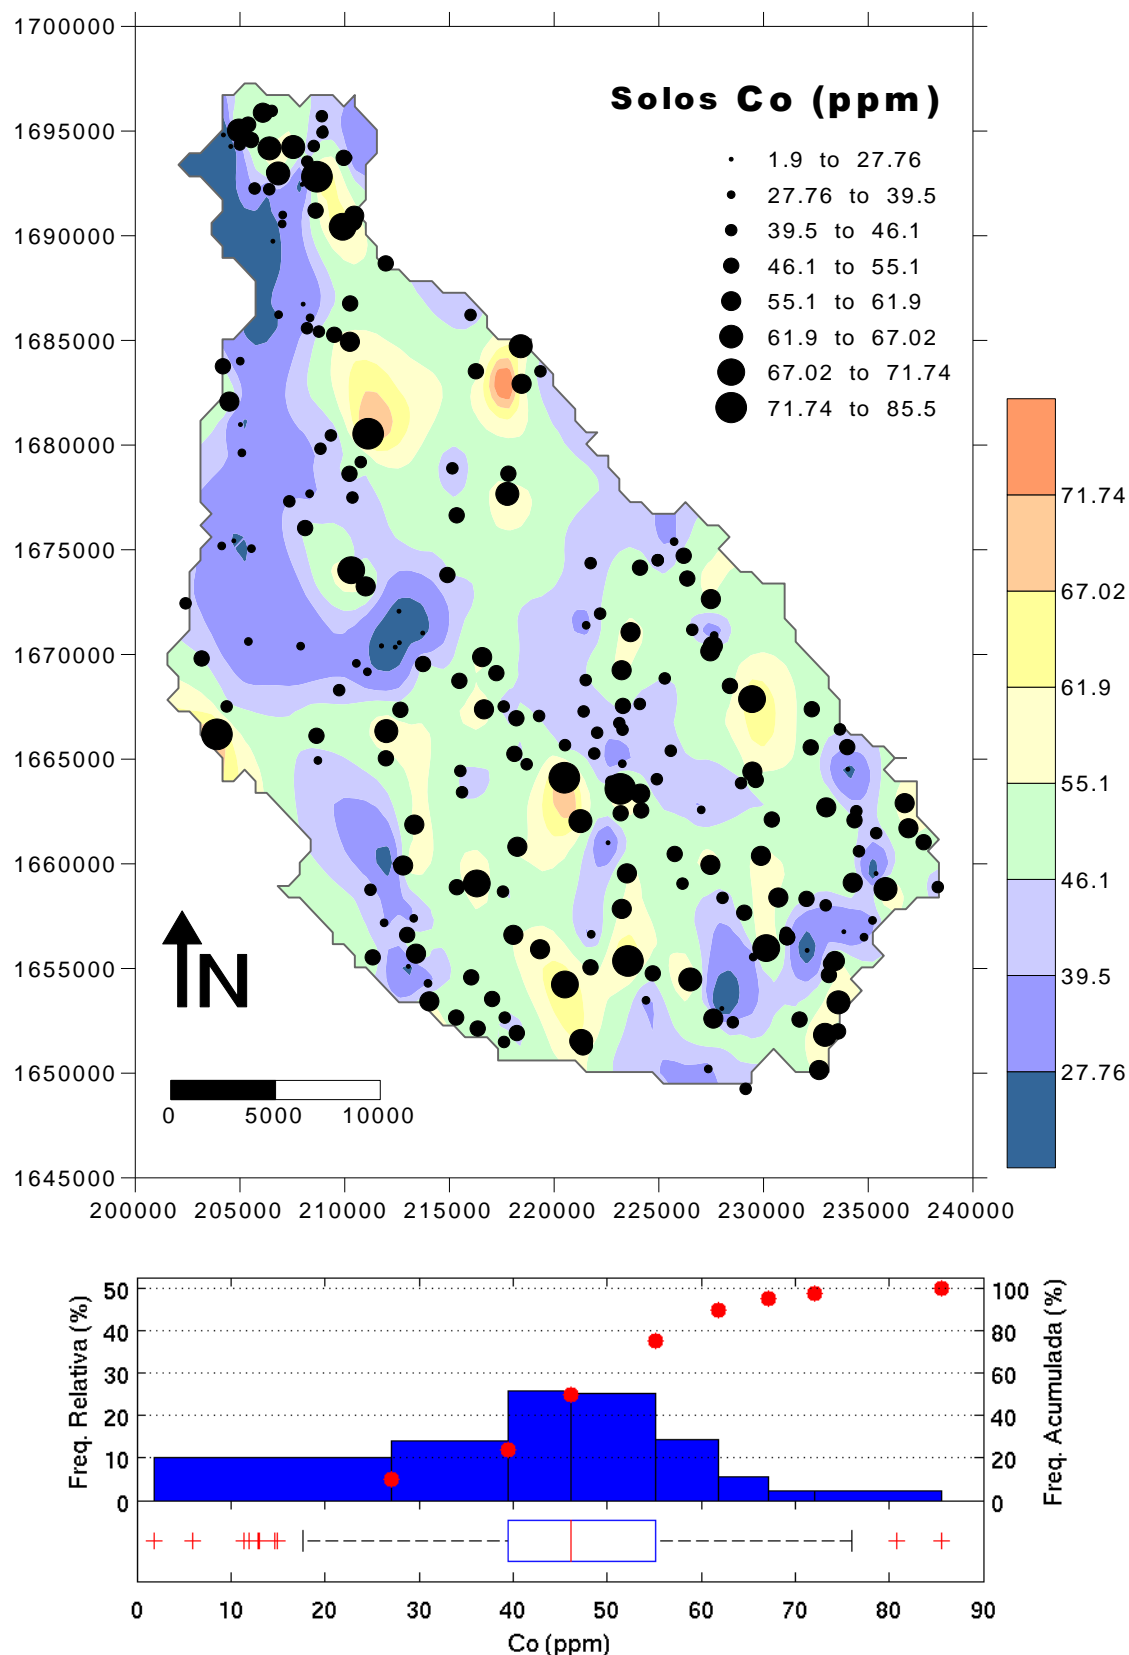 1700000
Solos Co (ppm)
1.9 to 27.76
27.76 to 39.5
39.5 to 46.1
46.1 to 55.1
55.1 to 61.9
61.9 to 67.02
67.02 to 71.74
71.74 to 85.5
1695000
1690000
1685000
1680000
1675000
1670000
1665000
1660000
1655000
1650000
1645000
71.74
67.02
61.9
55.1
46.1
39.5
27.76
N
0 5000 10000
200000 205000 210000 215000 220000 225000 230000 235000 240000
Freq. Relativa (%)
50
40
30
20
10
0
100
80
60
40
20
0
Freq. Acumulada (%)
0 10 20 30 40 50 60 70 80 90
Co (ppm)